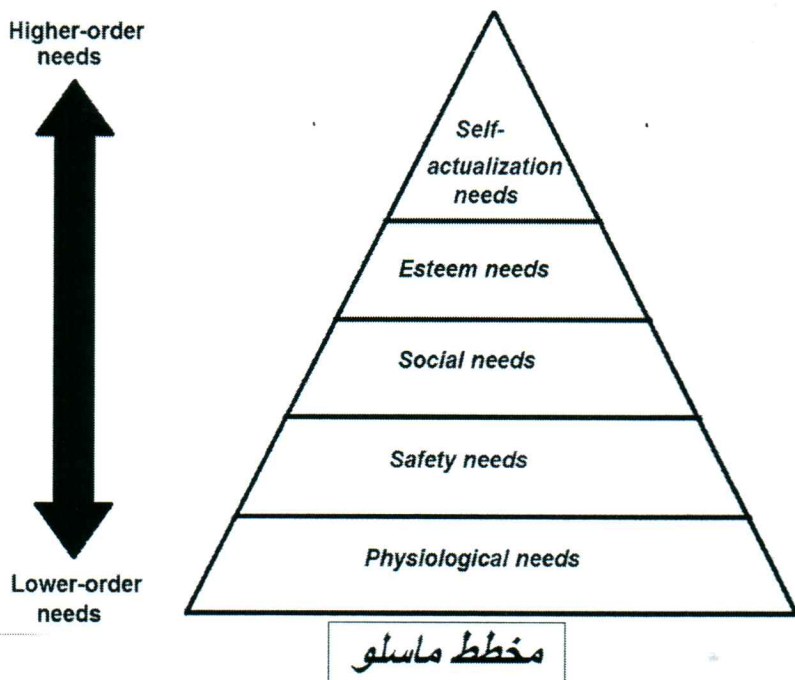 Higher-order
needs
Self-
actualization
needs
Esteem needs
Social needs
Safety needs
Physiological needs
Lower-order
needs
مخطط ماسلو